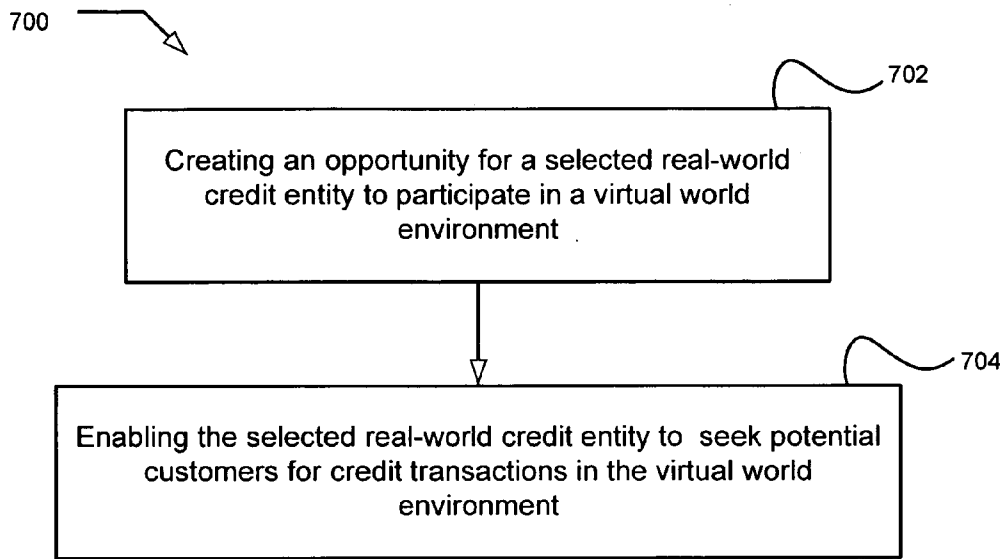 700
702
Creating an opportunity for a selected real-world
credit entity to participate in a virtual world
environment
704
Enabling the selected real-world credit entity to seek potential
customers for credit transactions in the virtual world
environment